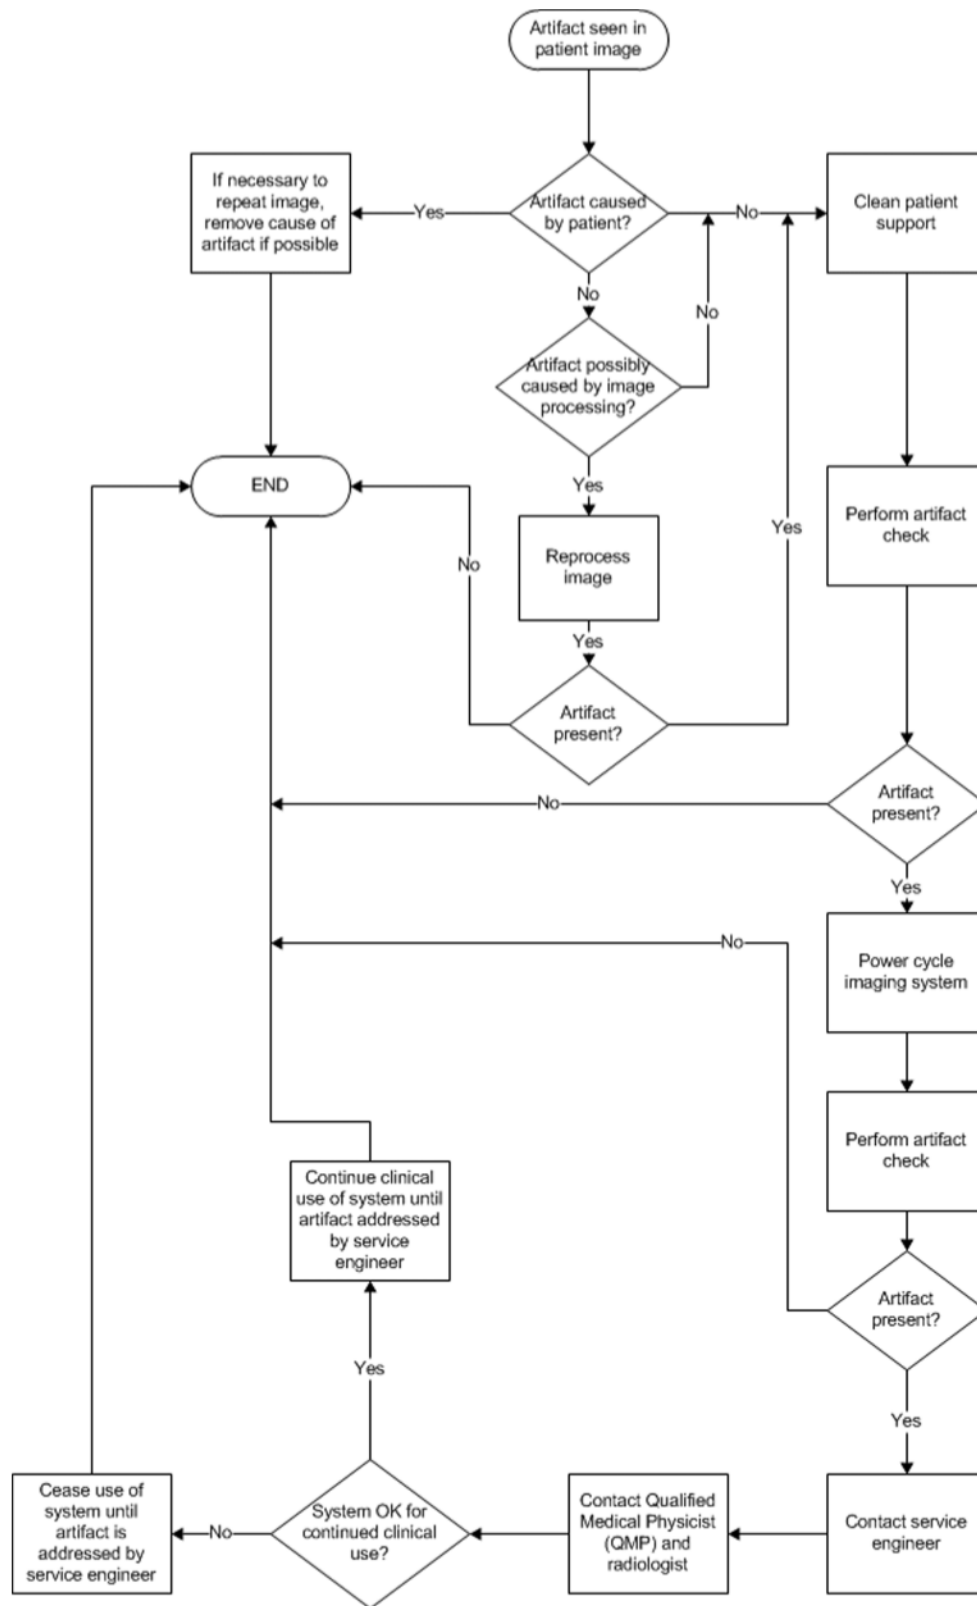 Artifact seen in
patient image
If necessary to
repeat image,
remove cause of
artifact if possible
Yes
Artifact caused
by patient?
No
Clean patient
support
No
No
Artifact possibly
caused by image
processing?
END
Yes
Yes
Perform artifact
check
No
Reprocess
image
Yes
Artifact
present?
No
Artifact
present?
Yes
No
Power cycle
imaging system
Perform artifact
check
Continue clinical
use of system until
artifact addressed
by service
engineer
Artifact
present?
Yes
Yes
Cease use of
system until
artifact is
addressed by
service engineer
No
System OK for
continued clinical
use?
Contact Qualified
Medical Physicist
(QMP) and
radiologist
Contact service
engineer